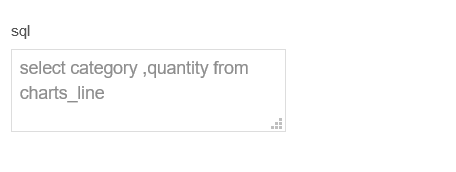 sql
select category ,quantity from
charts_line